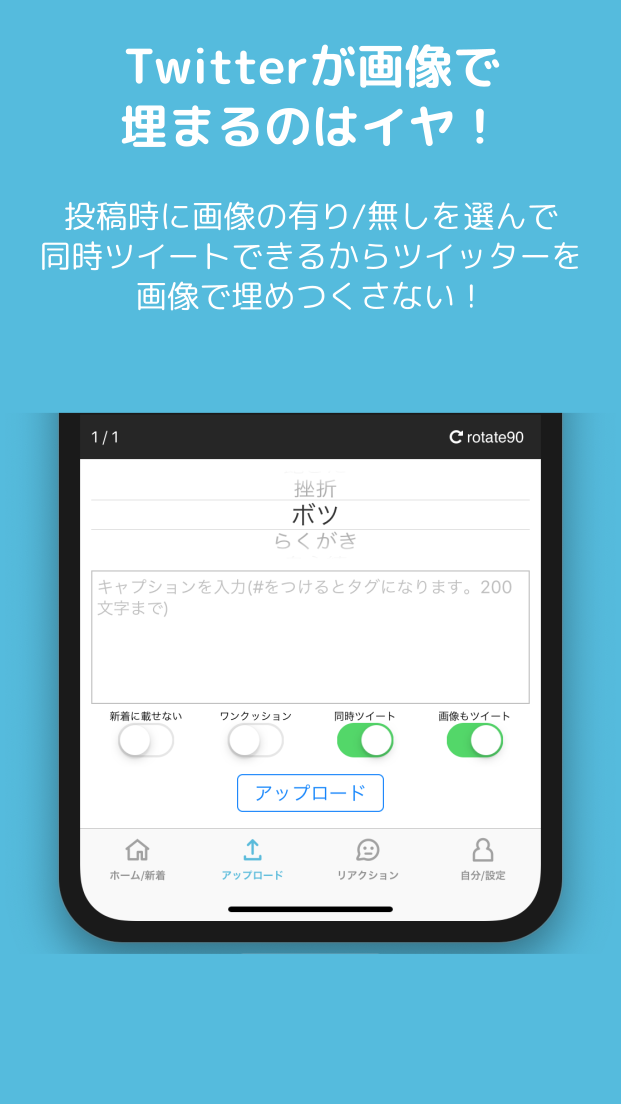 Twitterが画像で
埋まるのはイヤ！
投稿時に画像の有り/無しを選んで
同時ツイートできるからツイッターを
画像で埋めつくさない！
1 / 1
rotate90
挫折
ボツ
らくがき
キャプションを入力(#をつけるとタグになります。200
文字まで)
新着に載せない ワンクッション 同時ツイート 画像もツイート
アップロード
ホーム/新着 アップロード リアクション 自分/設定